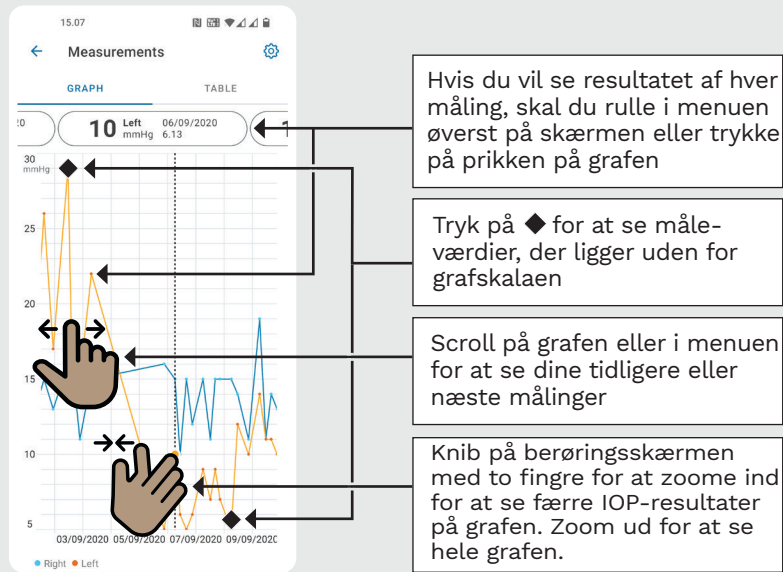 15.07
Measurements
GRAPH TABLE
20
10 Left 06/09/2020
mmHg 6.13
1
30
mmHg
25
20
15
10
5
03/09/2020 05/09/2020 07/09/2020 09/09/2020
Right Left
Hvis du vil se resultatet af hver
måling, skal du rulle i menuen
øverst på skærmen eller trykke
på prikken på grafen
Tryk på ◆ for at se måle-
værdier, der ligger uden for
grafskalaen
Scroll på grafen eller i menuen
for at se dine tidligere eller
næste målinger
Knib på berøringsskærmen
med to fingre for at zoome ind
for at se færre IOP-resultater
på grafen. Zoom ud for at se
hele grafen.